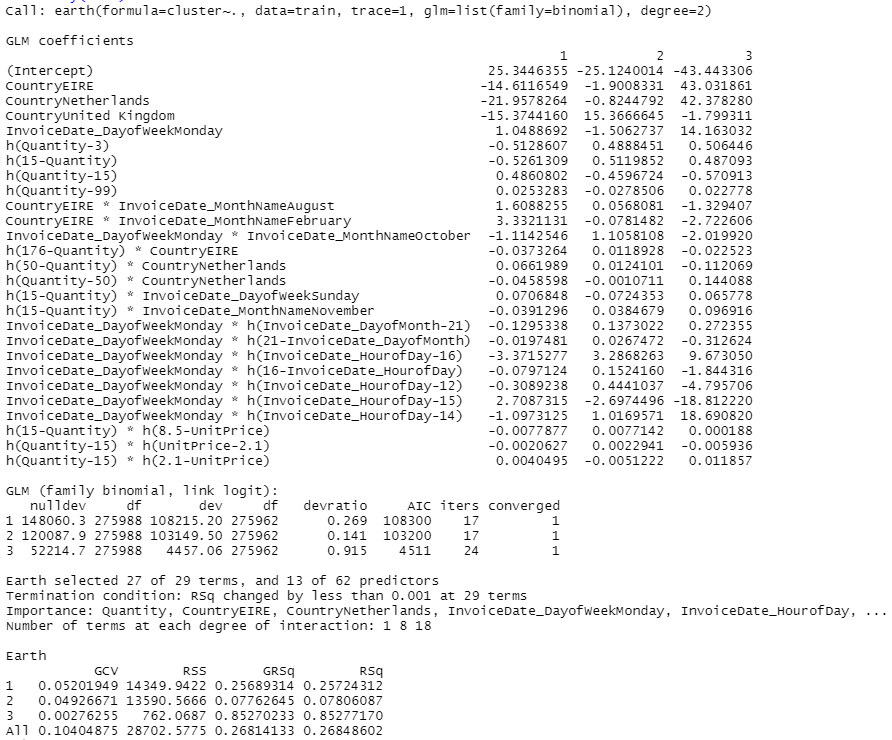 Call: earth(formula=cluster~., data=train, trace=1, glm=list(family=binomial), degree=2)
GLM coefficients
1 2 3
(Intercept) 25.3446355 -25.1240014 -43.443306
CountryEIRE -14.6116549 -1.9008331 43.031861
CountryNetherlands -21.9578264 -0.8244792 42.378280
CountryUnited Kingdom -15.3744160 15.3666645 -1.799311
InvoiceDate_DayofWeekMonday 1.0488692 -1.5062737 14.163032
h(Quantity-3) -0.5128607 0.4888451 0.506446
h(15-Quantity) -0.5261309 0.5119852 0.487093
h(Quantity-15) 0.4860802 -0.4596724 -0.570913
h(Quantity-99) 0.0253283 -0.0278506 0.022778
CountryEIRE * InvoiceDate_MonthNameAugust 1.6088255 0.0568081 -1.329407
CountryEIRE * InvoiceDate_MonthNameFebruary 3.3321131 -0.0781482 -2.722606
InvoiceDate_DayofWeekMonday * InvoiceDate_MonthNameOctober -1.1142546 1.1058108 -2.019920
h(176-Quantity) * CountryEIRE -0.0373264 0.0118928 -0.022523
h(50-Quantity) * CountryNetherlands 0.0661989 0.0124101 -0.112069
h(Quantity-50) * CountryNetherlands -0.0458598 -0.0010711 0.144088
h(15-Quantity) * InvoiceDate_DayofWeekSunday 0.0706848 -0.0724353 0.065778
h(15-Quantity) * InvoiceDate_MonthNameNovember -0.0391296 0.0384679 0.096916
InvoiceDate_DayofWeekMonday * h(InvoiceDate_DayofMonth-21) -0.1295338 0.1373022 0.272355
InvoiceDate_DayofWeekMonday * h(21-InvoiceDate_DayofMonth) -0.0197481 0.0267472 -0.312624
InvoiceDate_DayofWeekMonday * h(InvoiceDate_HourofDay-16) -3.3715277 3.2868263 9.673050
InvoiceDate_DayofWeekMonday * h(16-InvoiceDate_HourofDay) -0.0797124 0.1524160 -1.844316
InvoiceDate_DayofWeekMonday * h(InvoiceDate_HourofDay-12) -0.3089238 0.4441037 -4.795706
InvoiceDate_DayofWeekMonday * h(InvoiceDate_HourofDay-15) 2.7087315 -2.6974496 -18.812220
InvoiceDate_DayofWeekMonday * h(InvoiceDate_HourofDay-14) -1.0973125 1.0169571 18.690820
h(15-Quantity) * h(8.5-UnitPrice) -0.0077877 0.0077142 0.000188
h(Quantity-15) * h(UnitPrice-2.1) -0.0020627 0.0022941 -0.005936
h(Quantity-15) * h(2.1-UnitPrice) 0.0040495 -0.0051222 0.011857
GLM (family binomial, link logit):
nulldev df dev df devratio AIC iters converged
1 148060.3 275988 108215.20 275962 0.269 108300 17 1
2 120087.9 275988 103149.50 275962 0.141 103200 17 1
3 52214.7 275988 4457.06 275962 0.915 4511 24 1
Earth selected 27 of 29 terms, and 13 of 62 predictors
Termination condition: RSq changed by less than 0.001 at 29 terms
Importance: Quantity, CountryEIRE, CountryNetherlands, InvoiceDate_DayofWeekMonday, InvoiceDate_HourofDay, ...
Number of terms at each degree of interaction: 1 8 18
Earth
GCV RSS GRSq RSq
1 0.05201949 14349.9422 0.25689314 0.25724312
2 0.04926671 13590.5666 0.07762645 0.07806087
3 0.00276255 762.0687 0.85270233 0.85277170
All 0.10404875 28702.5775 0.26814133 0.26848602